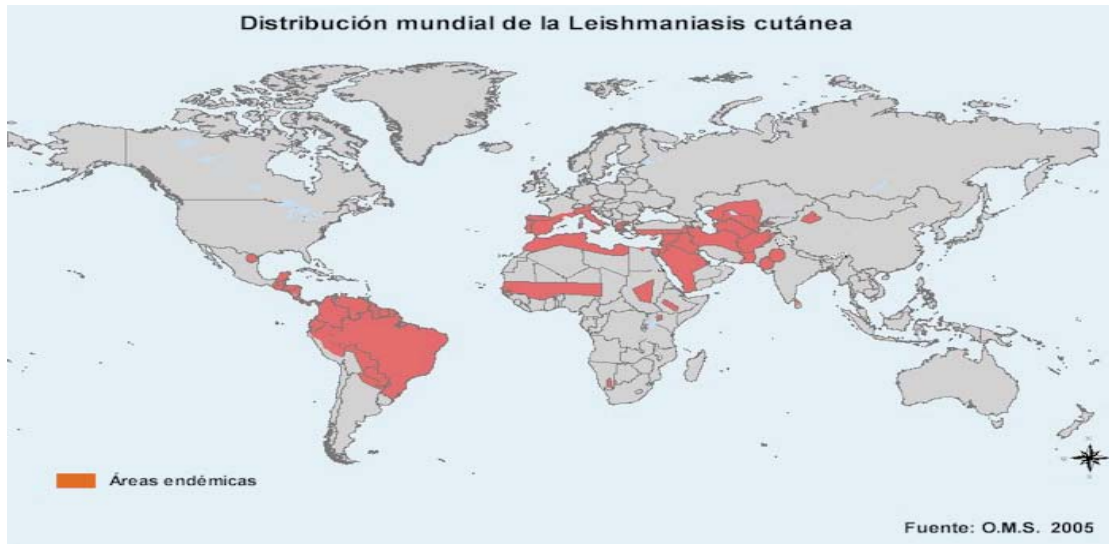 Distribución mundial de la Leishmaniasis cutánea
Áreas endémicas
Fuente: O.M.S. 2005